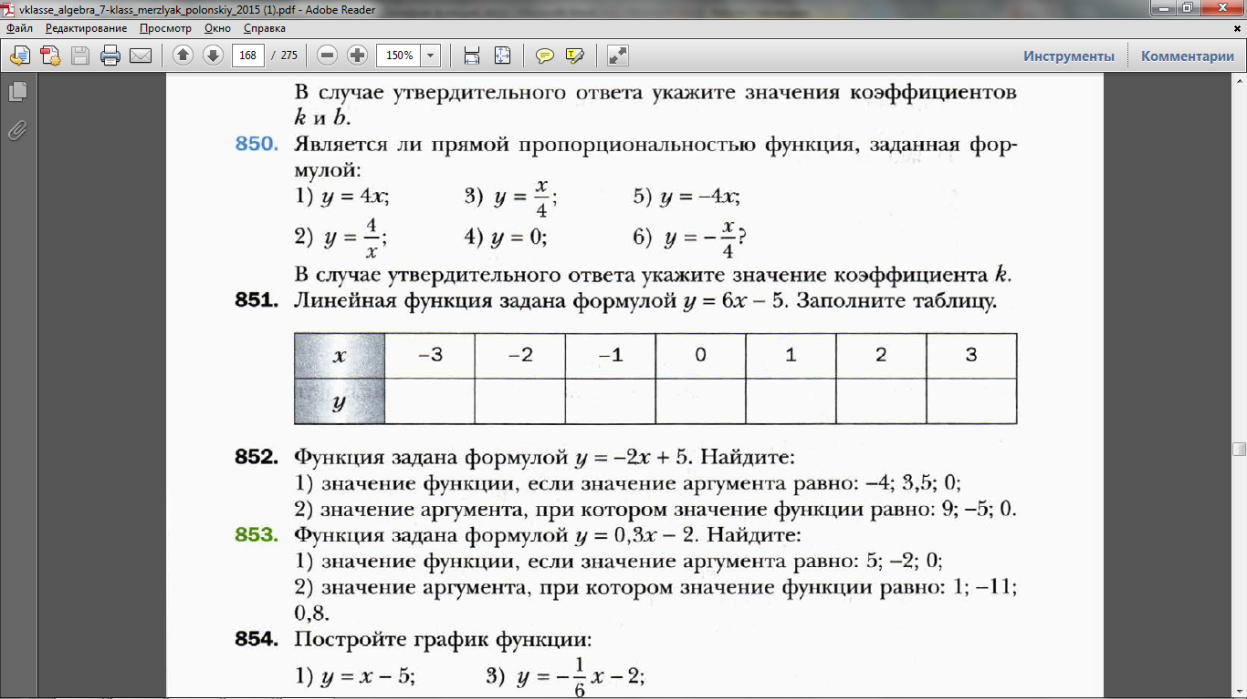 vklasse_algebra_7-klass_merzlyak_polonskiy_2015 (1).pdf - Adobe Reader
Файл Редактирование Просмотр Окно Справка
168 / 275 150% Инструменты Комментарии
В случае утвердительного ответа укажите значения коэффициентов
k и b.
850. Является ли прямой пропорциональностью функция, заданная фор-
мулой:
1) y = 4x; 3) y = x/4; 5) y = –4x;
2) y = 4/x; 4) y = 0; 6) y = –x/4?
В случае утвердительного ответа укажите значение коэффициента k.
851. Линейная функция задана формулой y = 6x – 5. Заполните таблицу.
x –3 –2 –1 0 1 2 3
y
852. Функция задана формулой y = –2x + 5. Найдите:
1) значение функции, если значение аргумента равно: –4; 3,5; 0;
2) значение аргумента, при котором значение функции равно: 9; –5; 0.
853. Функция задана формулой y = 0,3x – 2. Найдите:
1) значение функции, если значение аргумента равно: 5; –2; 0;
2) значение аргумента, при котором значение функции равно: 1; –11;
0,8.
854. Постройте график функции:
1) y = x – 5; 3) y = –1/6 x – 2;